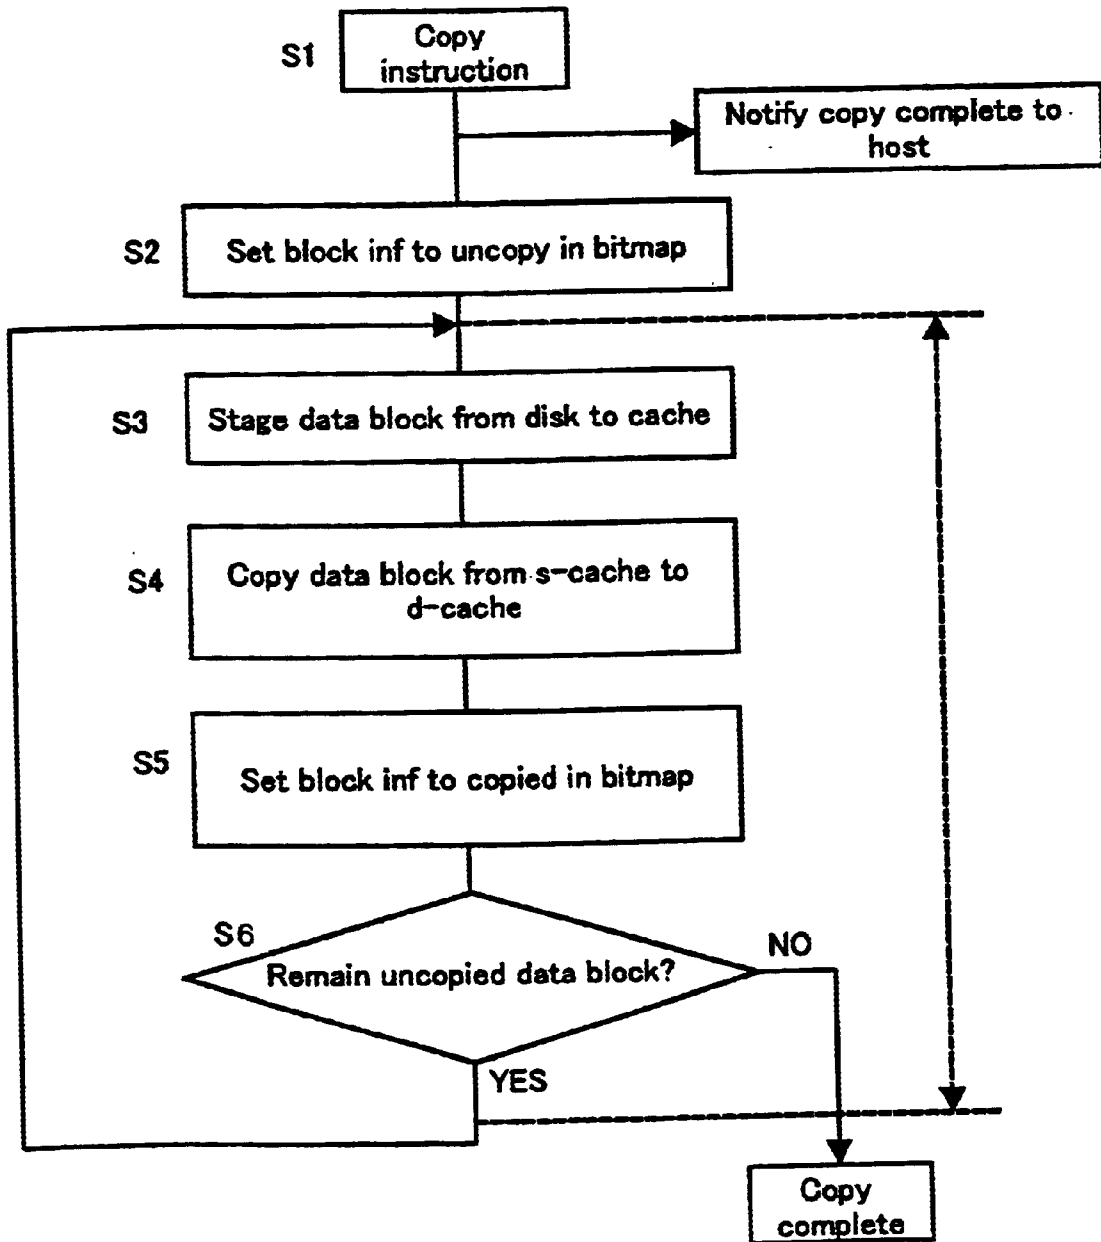 S1
Copy
instruction
Notify copy complete to
host
S2
Set block inf to uncopy in bitmap
S3
Stage data block from disk to cache
S4
Copy data block from s-cache to
d-cache
S5
Set block inf to copied in bitmap
S6
Remain uncopied data block?
NO
YES
Copy
complete